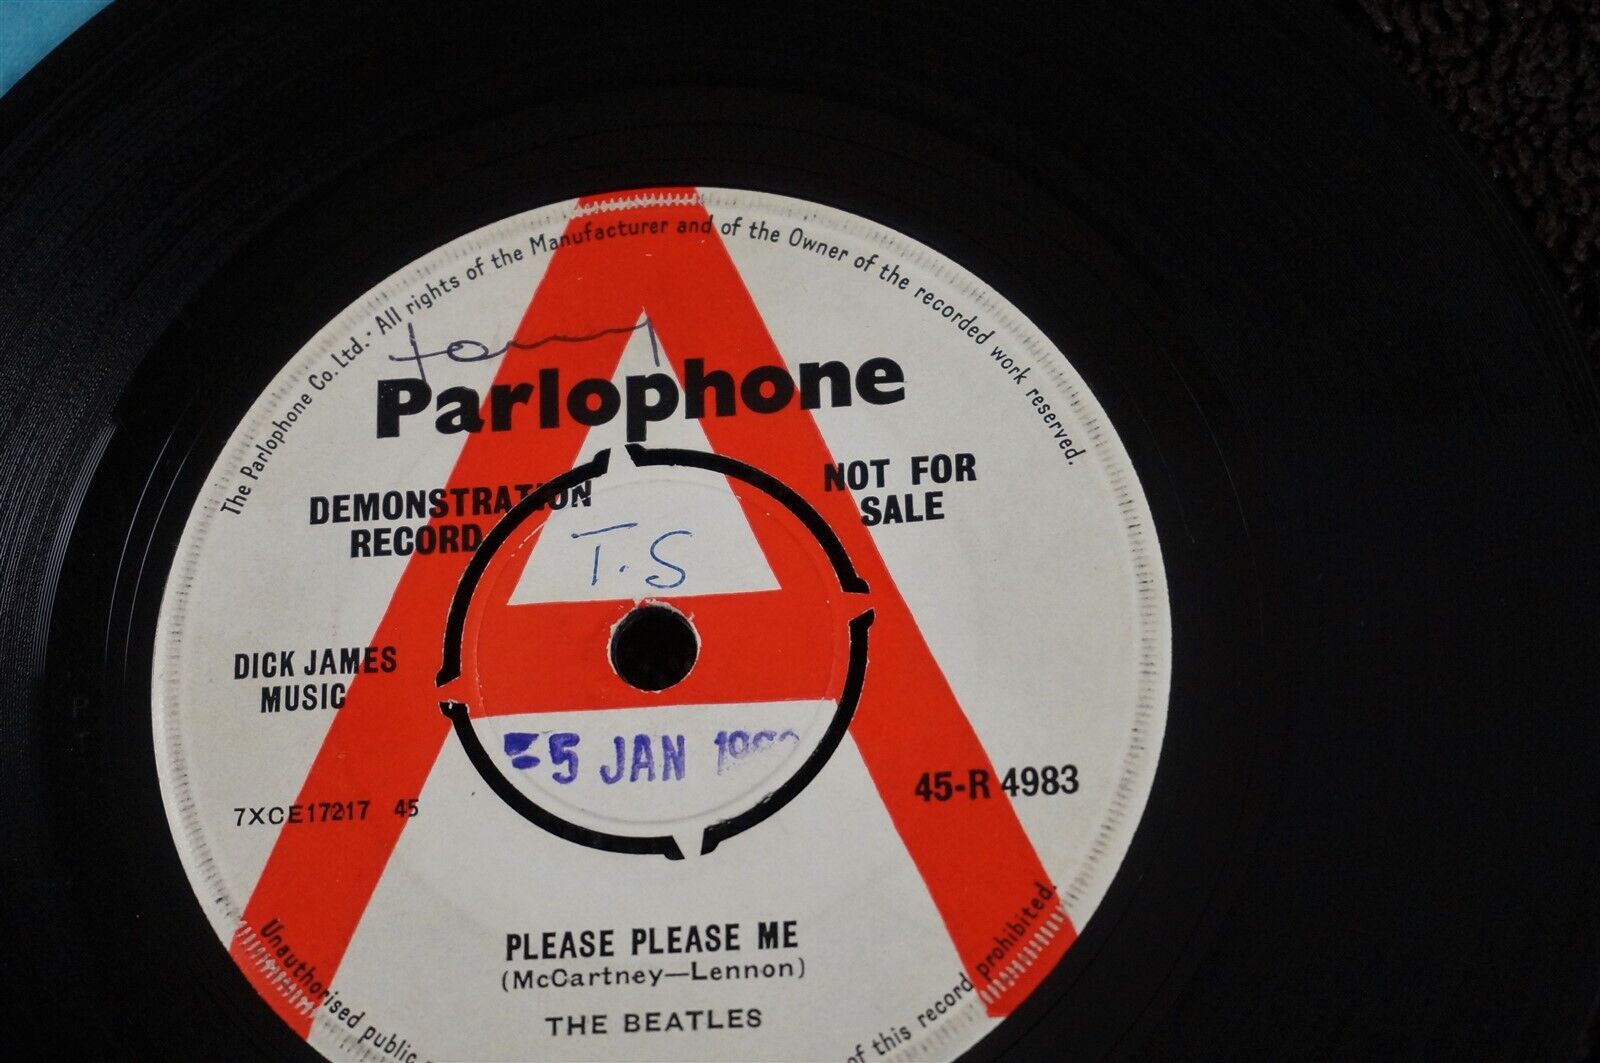 The Parlophone Co. Ltd.: All rights of the Manufacturer and of the Owner of the recorded work reserved.
Parlophone
DEMONSTRATION
RECORD
NOT FOR
SALE
T.S
DICK JAMES
MUSIC
5 JAN
7XCE17217 45
45-R 4983
PLEASE PLEASE ME
(McCartney—Lennon)
THE BEATLES
Unauthorised public
of this record prohibited.